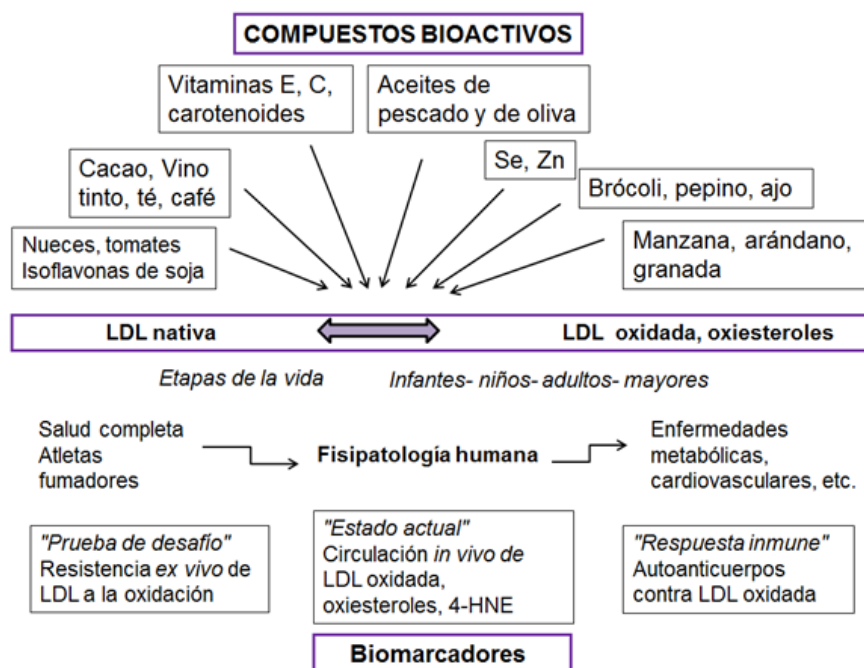 COMPUESTOS BIOACTIVOS
Vitaminas E, C,
carotenoides
Aceites de
pescado y de oliva
Cacao, Vino
tinto, té, café
Se, Zn
Brócoli, pepino, ajo
Nueces, tomates
Isoflavonas de soja
Manzana, arándano,
granada
LDL nativa
LDL oxidada, oxiesteroles
Etapas de la vida
Infantes- niños- adultos- mayores
Salud completa
Atletas
fumadores
Fisipatología humana
Enfermedades
metabólicas,
cardiovasculares, etc.
"Prueba de desafío"
Resistencia ex vivo de
LDL a la oxidación
"Estado actual"
Circulación in vivo de
LDL oxidada,
oxiesteroles, 4-HNE
"Respuesta inmune"
Autoanticuerpos
contra LDL oxidada
Biomarcadores